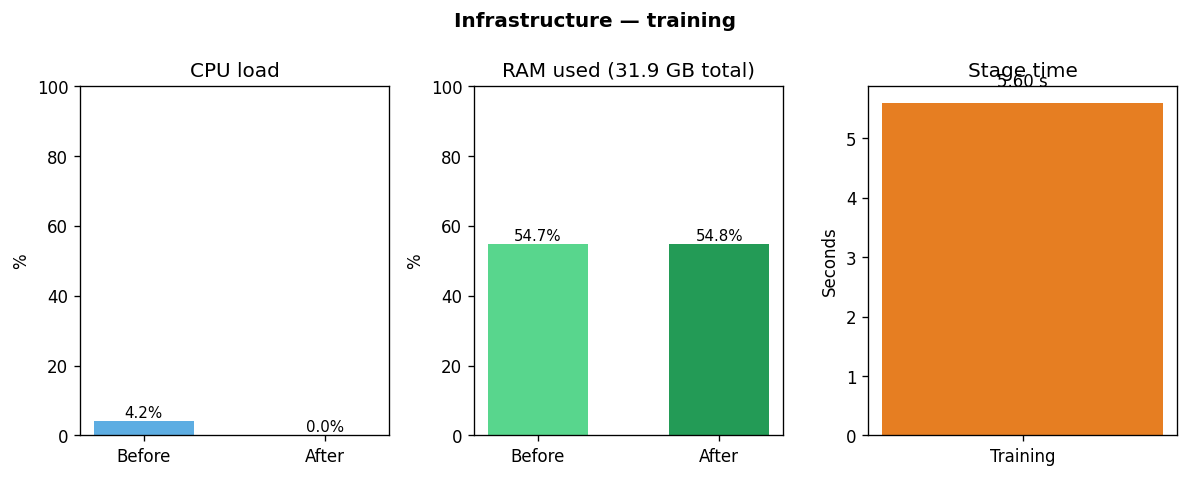 Infrastructure — training
CPU load
100
80
60
40
20
0
%
4.2%
0.0%
Before
After
RAM used (31.9 GB total)
100
80
60
40
20
0
%
54.7%
54.8%
Before
After
Stage time
5.60 s
5
4
3
2
1
0
Seconds
Training